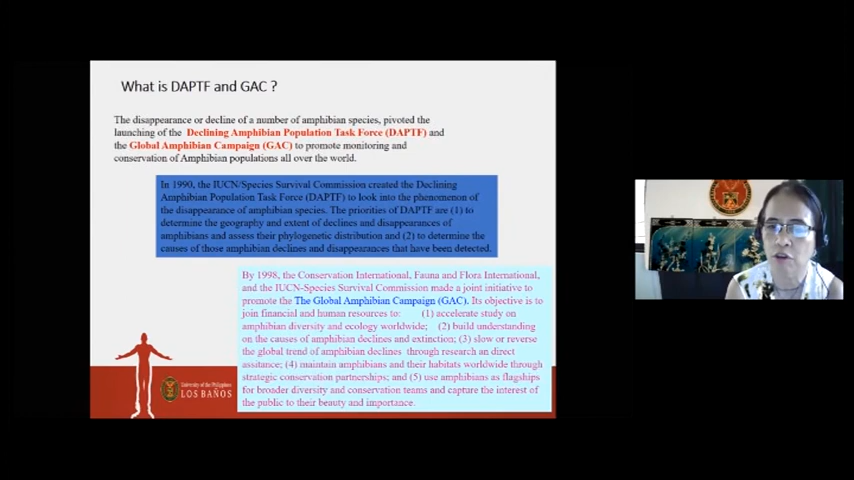 What is DAPTF and GAC ?
The disappearance or decline of a number of amphibian species, pivoted the
launching of the Declining Amphibian Population Task Force (DAPTF) and
the Global Amphibian Campaign (GAC) to promote monitoring and
conservation of Amphibian populations all over the world.
In 1990, the IUCN/Species Survival Commission created the Declining
Amphibian Population Task Force (DAPTF) to look into the phenomenon of
the disappearance of amphibian species. The priorities of DAPTF are (1) to
determine the geography and extent of declines and disappearances of
amphibians and assess their phylogenetic distribution and (2) to determine the
causes of those amphibian declines and disappearances that have been detected.
By 1998, the Conservation International, Fauna and Flora International,
and the IUCN-Species Survival Commission made a joint initiative to
promote the The Global Amphibian Campaign (GAC). Its objective is to
join financial and human resources to: (1) accelerate study on
amphibian diversity and ecology worldwide; (2) build understanding
on the causes of amphibian declines and extinction; (3) slow or reverse
the global trend of amphibian declines through research an direct
assitance; (4) maintain amphibians and their habitats worldwide through
strategic conservation partnerships; and (5) use amphibians as flagships
for broader diversity and conservation teams and capture the interest of
the public to their beauty and importance.
University of the Philippines
LOS BAÑOS